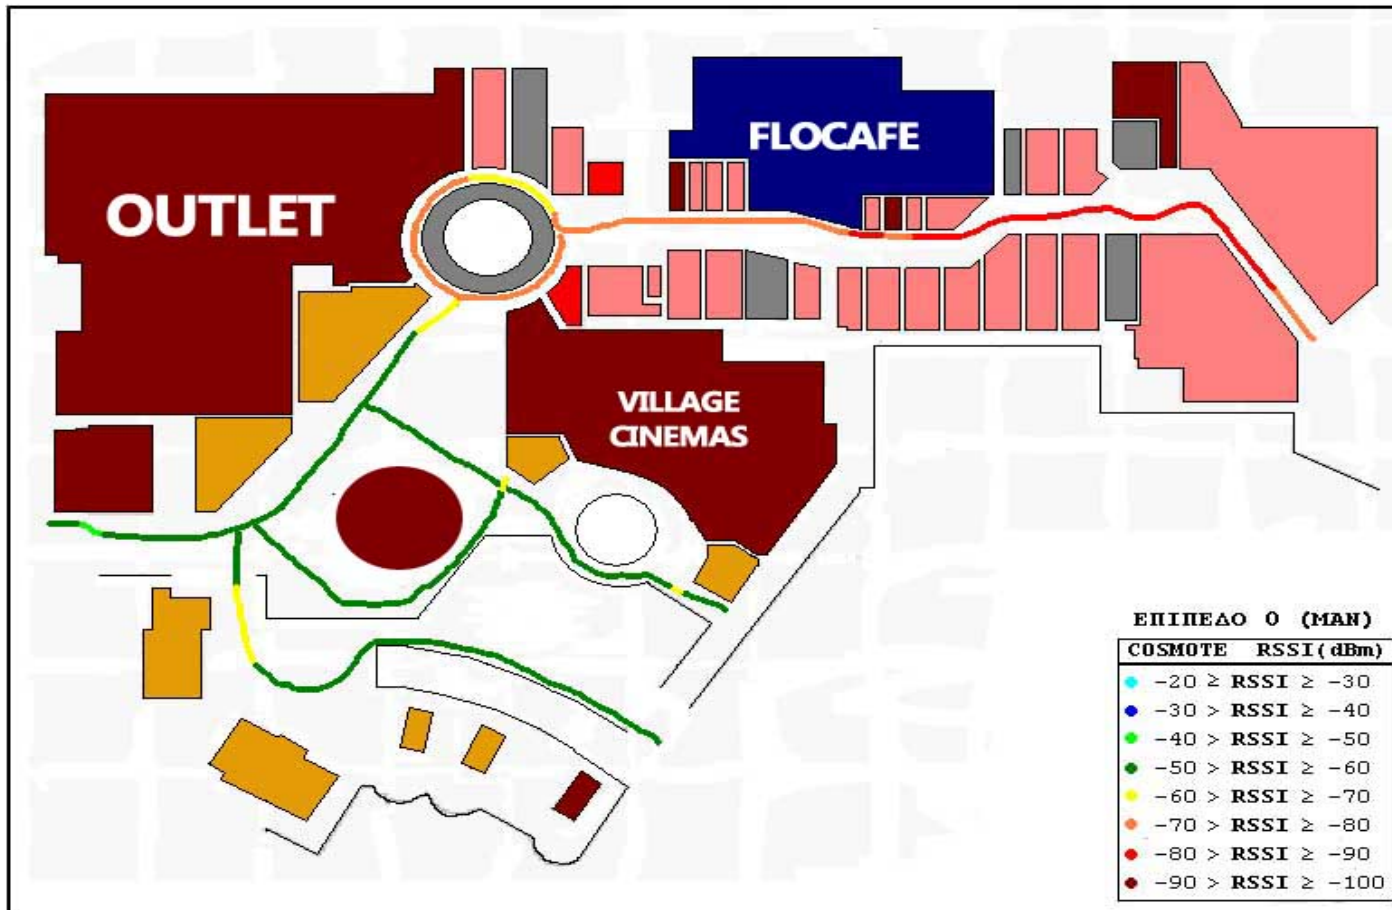 FLOCAFE
OUTLET
VILLAGE
CINEMAS
ΕΠΙΠΕΔΟ 0 (MAN)
COSMOTE RSSI(dBm)
-20 ≥ RSSI ≥ -30
-30 > RSSI ≥ -40
-40 > RSSI ≥ -50
-50 > RSSI ≥ -60
-60 > RSSI ≥ -70
-70 > RSSI ≥ -80
-80 > RSSI ≥ -90
-90 > RSSI ≥ -100